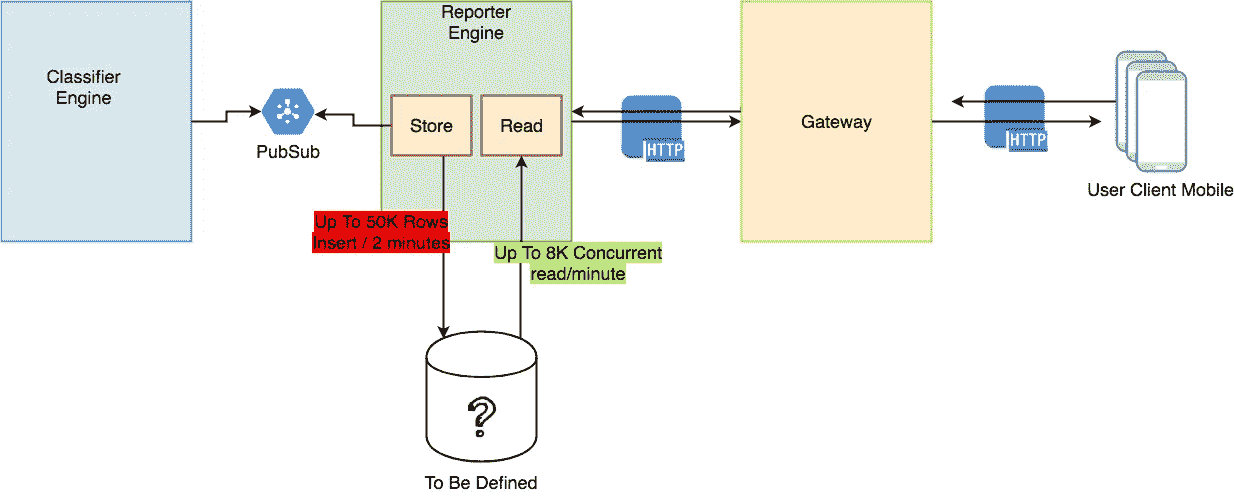 Classifier
Engine
PubSub
Reporter
Engine
Store
Read
HTTP
Gateway
HTTP
User Client Mobile
Up To 50K Rows
Insert / 2 minutes
Up To 8K Concurrent
read/minute
?
To Be Defined